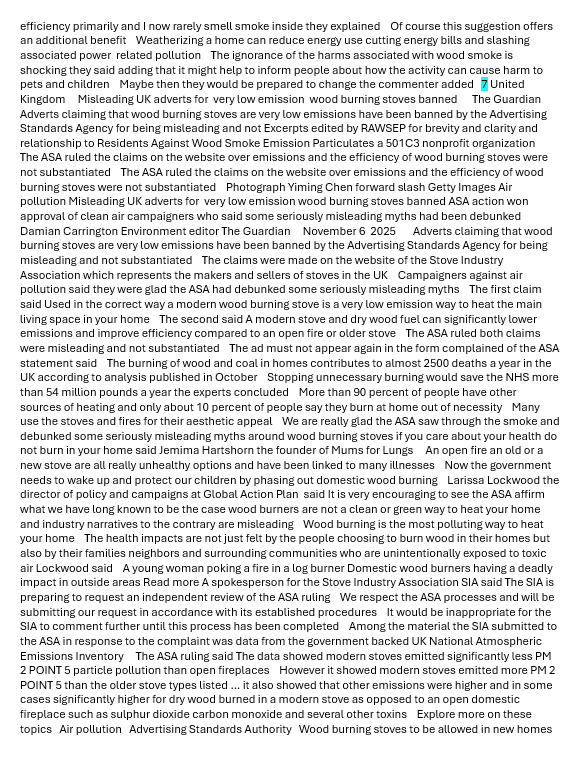 efficiency primarily and I now rarely smell smoke inside they explained    Of course this suggestion offers
an additional benefit    Weatherizing a home can reduce energy use cutting energy bills and slashing
associated power  related pollution    The ignorance of the harms associated with wood smoke is
shocking they said adding that it might help to inform people about how the activity can cause harm to
pets and children    Maybe then they would be prepared to change the commenter added   7 United
Kingdom    Misleading UK adverts for  very low emission  wood burning stoves banned     The Guardian
Adverts claiming that wood burning stoves are very low emissions have been banned by the Advertising
Standards Agency for being misleading and not Excerpts edited by RAWSEP for brevity and clarity and
relationship to Residents Against Wood Smoke Emission Particulates a 501C3 nonprofit organization
The ASA ruled the claims on the website over emissions and the efficiency of wood burning stoves were
not substantiated    The ASA ruled the claims on the website over emissions and the efficiency of wood
burning stoves were not substantiated    Photograph Yiming Chen forward slash Getty Images Air
pollution Misleading UK adverts for  very low emission wood burning stoves banned ASA action won
approval of clean air campaigners who said some seriously misleading myths had been debunked
Damian Carrington Environment editor The Guardian    November 6  2025      Adverts claiming that wood
burning stoves are very low emissions have been banned by the Advertising Standards Agency for being
misleading and not substantiated    The claims were made on the website of the Stove Industry
Association which represents the makers and sellers of stoves in the UK    Campaigners against air
pollution said they were glad the ASA had debunked some seriously misleading myths    The first claim
said Used in the correct way a modern wood burning stove is a very low emission way to heat the main
living space in your home    The second said A modern stove and dry wood fuel can significantly lower
emissions and improve efficiency compared to an open fire or older stove    The ASA ruled both claims
were misleading and not substantiated    The ad must not appear again in the form complained of the ASA
statement said    The burning of wood and coal in homes contributes to almost 2500 deaths a year in the
UK according to analysis published in October    Stopping unnecessary burning would save the NHS more
than 54 million pounds a year the experts concluded    More than 90 percent of people have other
sources of heating and only about 10 percent of people say they burn at home out of necessity    Many
use the stoves and fires for their aesthetic appeal    We are really glad the ASA saw through the smoke and
debunked some seriously misleading myths around wood burning stoves if you care about your health do
not burn in your home said Jemima Hartshorn the founder of Mums for Lungs     An open fire an old or a
new stove are all really unhealthy options and have been linked to many illnesses    Now the government
needs to wake up and protect our children by phasing out domestic wood burning    Larissa Lockwood the
director of policy and campaigns at Global Action Plan  said It is very encouraging to see the ASA affirm
what we have long known to be the case wood burners are not a clean or green way to heat your home
and industry narratives to the contrary are misleading    Wood burning is the most polluting way to heat
your home    The health impacts are not just felt by the people choosing to burn wood in their homes but
also by their families neighbors and surrounding communities who are unintentionally exposed to toxic
air Lockwood said    A young woman poking a fire in a log burner Domestic wood burners having a deadly
impact in outside areas Read more A spokesperson for the Stove Industry Association SIA said The SIA is
preparing to request an independent review of the ASA ruling    We respect the ASA processes and will be
submitting our request in accordance with its established procedures    It would be inappropriate for the
SIA to comment further until this process has been completed    Among the material the SIA submitted to
the ASA in response to the complaint was data from the government backed UK National Atmospheric
Emissions Inventory     The ASA ruling said The data showed modern stoves emitted significantly less PM
2 POINT 5 particle pollution than open fireplaces    However it showed modern stoves emitted more PM 2
POINT 5 than the older stove types listed ... it also showed that other emissions were higher and in some
cases significantly higher for dry wood burned in a modern stove as opposed to an open domestic
fireplace such as sulphur dioxide carbon monoxide and several other toxins    Explore more on these
topics   Air pollution   Advertising Standards Authority   Wood burning stoves to be allowed in new homes